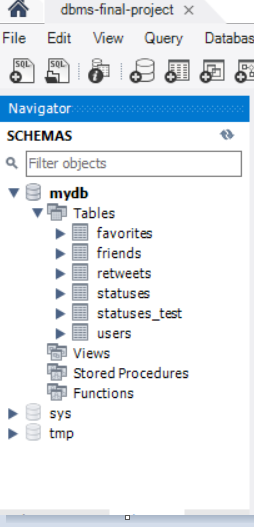 dbms-final-project ×
File Edit View Query Databas
SQL SQL
Navigator
SCHEMAS
Filter objects
mydb
Tables
favorites
friends
retweets
statuses
statuses_test
users
Views
Stored Procedures
Functions
sys
tmp